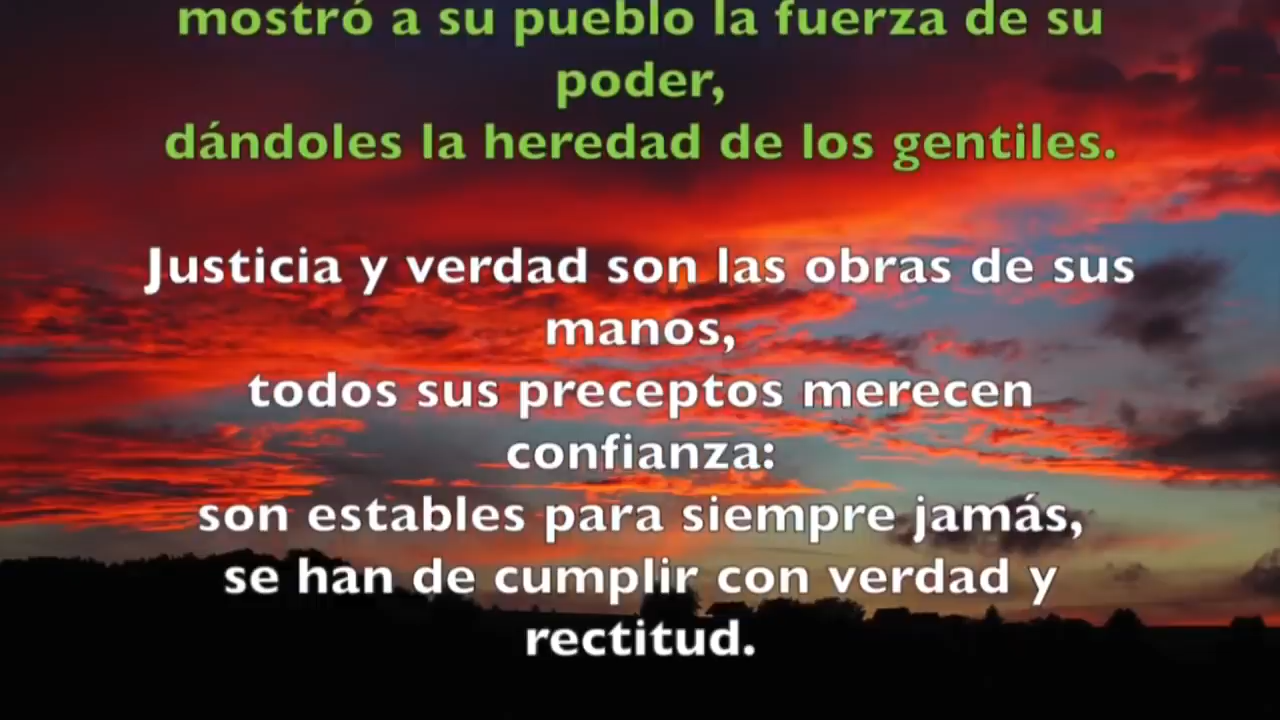 mostró a su pueblo la fuerza de su
poder,
dándoles la heredad de los gentiles.
Justicia y verdad son las obras de sus
manos,
todos sus preceptos merecen
confianza:
son estables para siempre jamás,
se han de cumplir con verdad y
rectitud.